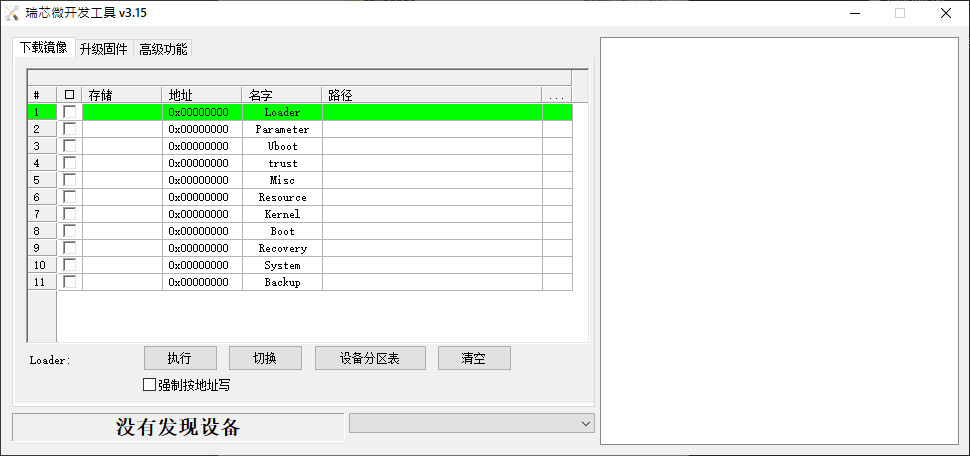 瑞芯微开发工具 v3.15
下载镜像 升级固件 高级功能
# 存储 地址 名字 路径 ...
1 0x00000000 Loader
2 0x00000000 Parameter
3 0x00000000 Uboot
4 0x00000000 trust
5 0x00000000 Misc
6 0x00000000 Resource
7 0x00000000 Kernel
8 0x00000000 Boot
9 0x00000000 Recovery
10 0x00000000 System
11 0x00000000 Backup
Loader: 执行 切换 设备分区表 清空
强制按地址写
没有发现设备